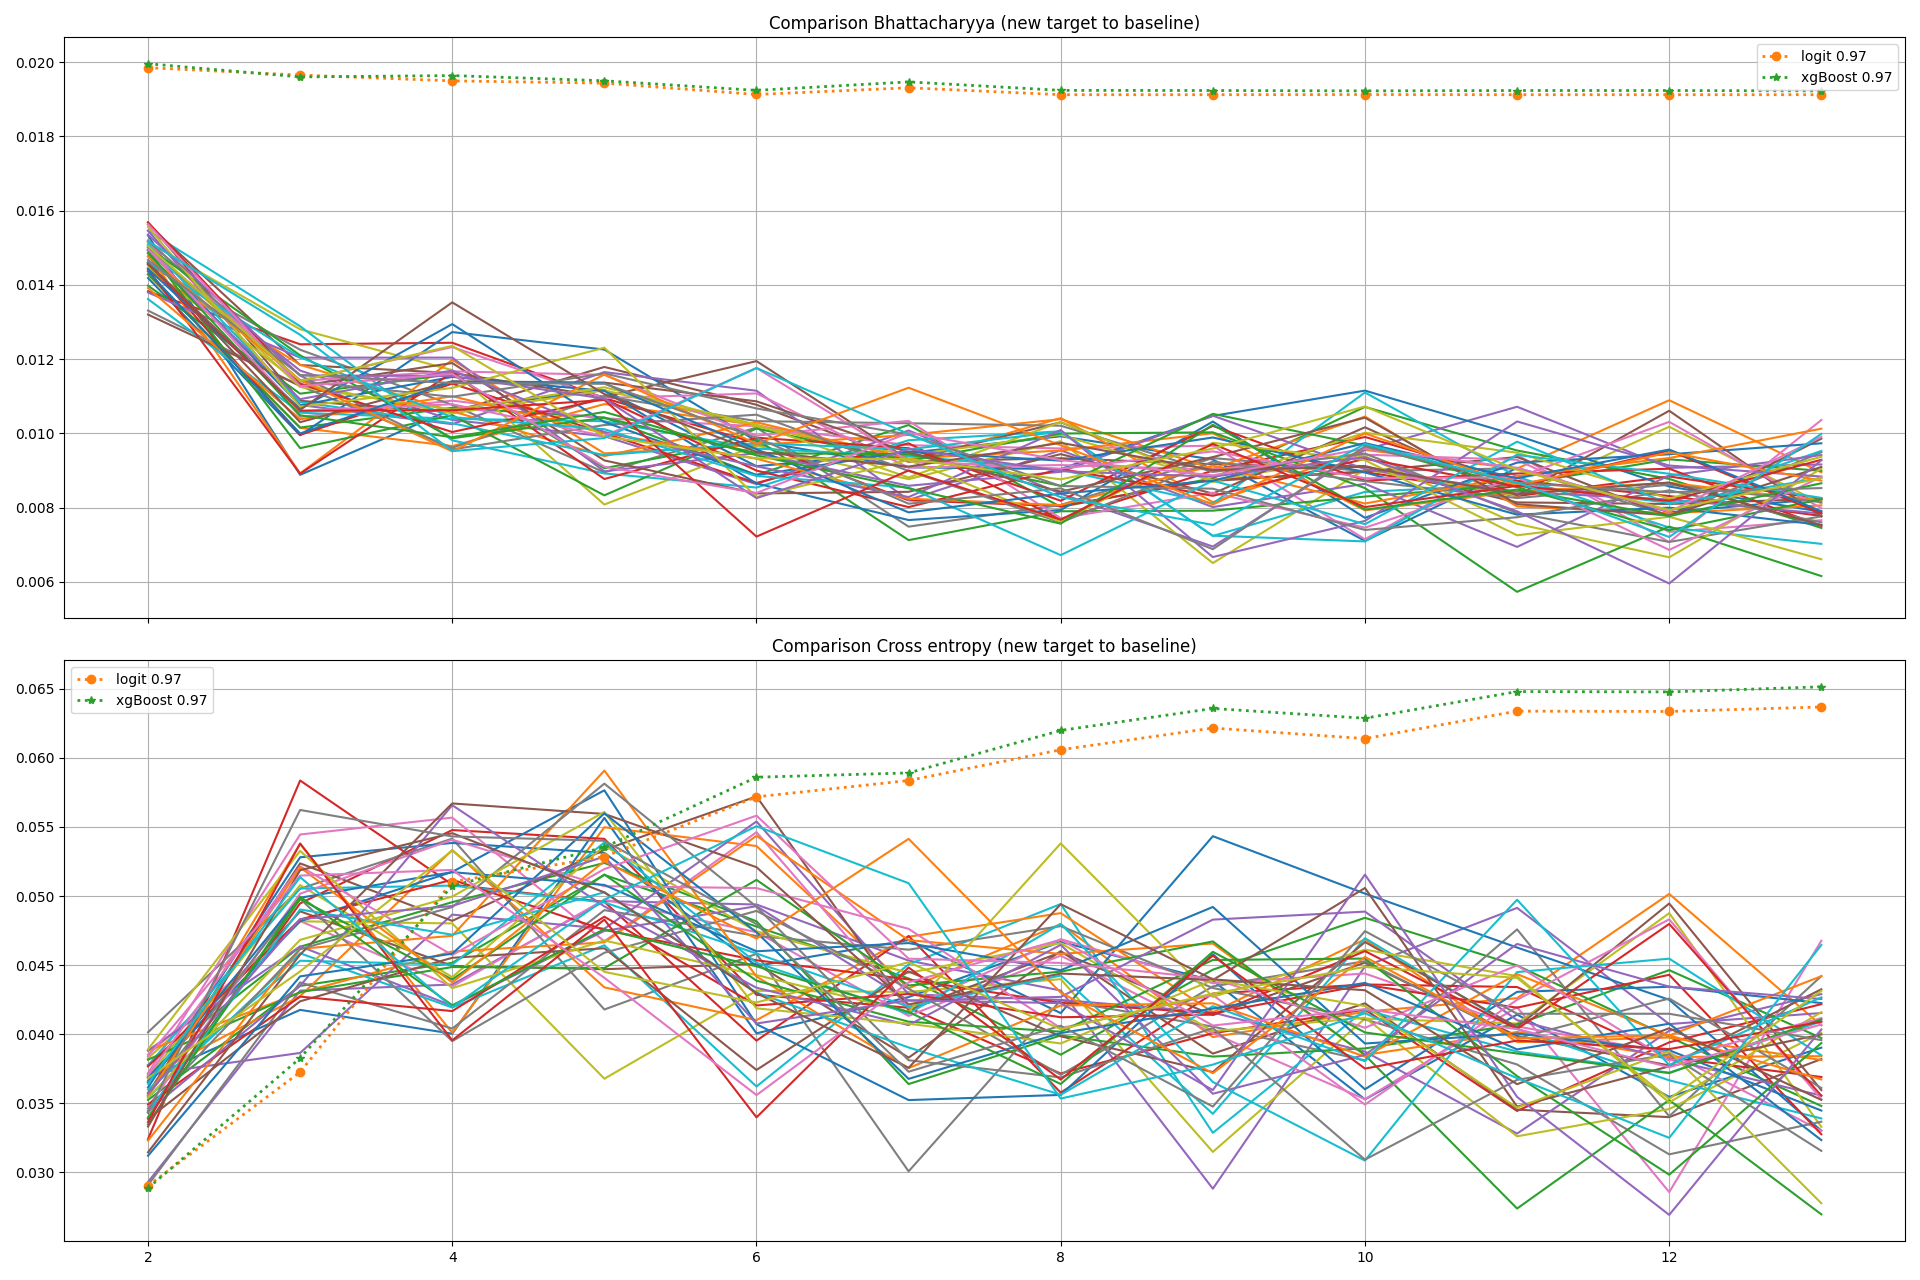 Comparison Bhattacharyya (new target to baseline)
0.020
0.018
0.016
0.014
0.012
0.010
0.008
0.006
logit 0.97
xgBoost 0.97
Comparison Cross entropy (new target to baseline)
0.065
0.060
0.055
0.050
0.045
0.040
0.035
0.030
logit 0.97
xgBoost 0.97
2 4 6 8 10 12